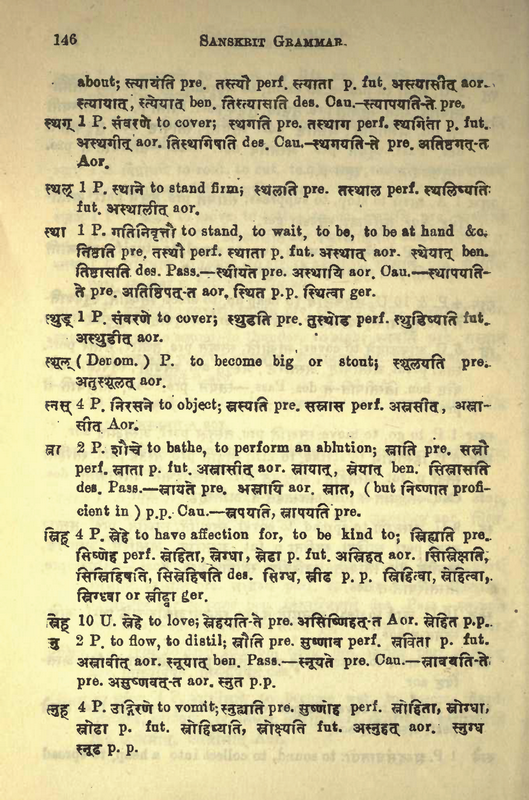 146 SANSKRIT GRAMMAR.
about; स्त्यायंति pre. तस्त्यौ perf. स्त्याता p. fut. अस्त्यासीत् aor.
स्त्यायात्, स्त्येयात् ben. तिस्त्यासति des. Cau.—स्त्यापयति-ते pre.
स्थग् 1 P. संवरणे to cover; स्थगति pre. तस्थाग perf. स्थगिता p. fut.
अस्थगीत् aor. तिस्थगिषति des. Cau.—स्थगयति-ते pre. अतिष्ठगत्-त
Aor.
स्थल् 1 P. स्थाने to stand firm; स्थलति pre. तस्थाल perf. स्थलिष्यति
fut. अस्थालीत् aor.
स्था 1 P. गतिनिवृत्तौ to stand, to wait, to be, to be at hand &c.
तिष्ठति pre. तस्थौ perf. स्थाता p. fut. अस्थात् aor. स्थेयात् ben.
तिष्ठासति des. Pass.—स्थीयते pre. अस्थायि aor. Cau.—स्थापयति-
ते pre. अतिष्ठिपत्-त aor. स्थित p.p. स्थित्वा ger.
स्थुड् 1 P. संवरणे to cover; स्थुडति pre. तुस्थोड perf. स्थुडिष्यति fut.
अस्थुडीत् aor.
स्थूल् (Denom.) P. to become big or stout; स्थूलयति pre.
अतुस्थूलत् aor.
स्नस् 4 P. निरसने to object; स्नस्यति pre. सस्नास perf. अस्नसीत्, अस्ना-
सीत् Aor.
स्ना 2 P. शौचे to bathe, to perform an ablution; स्नाति pre. सस्नौ
perf. स्नाता p. fut. अस्नासीत् aor. स्नायात्, स्नेयात् ben. सिस्नासति
des. Pass.—स्नायते pre. अस्नायि aor. स्नात, (but निष्णात profi-
cient in) p.p. Cau.—स्नपयति, स्नापयति pre.
स्निह् 4 P. स्नेहे to have affection for, to be kind to; स्निह्यति pre.
सिष्णेह perf. स्नेहिता, स्नेग्धा, स्नेढा p. fut. अस्निहत् aor. सिस्निक्षति,
सिस्निहिषति, सिस्नेहिषति des. स्निग्ध, स्नीढ p. p. स्निहित्वा, स्नेहित्वा,
स्निग्ध्वा or स्नीढ्वा ger.
स्नेह् 10 U. स्नेहे to love; स्नेहयति-ते pre. असिष्णिहत्-त Aor. स्नेहित p.p.
स्नु 2 P. to flow, to distil; स्नौति pre. सुष्णाव perf. स्नविता p. fut.
अस्नावीत् aor. स्नूयात् ben. Pass.—स्नूयते pre. Cau.—स्नावयति-ते
pre. असुष्णवत्-त aor. स्नुत p.p.
स्नुह् 4 P. उद्गिरणे to vomit; स्नुह्यति pre. सुष्णोह perf. स्नोहिता, स्नोग्धा,
स्नोढा p. fut. स्नोहिष्यति, स्नोक्ष्यति fut. अस्नुहत् aor. स्नुग्ध
स्नूढ p. p.